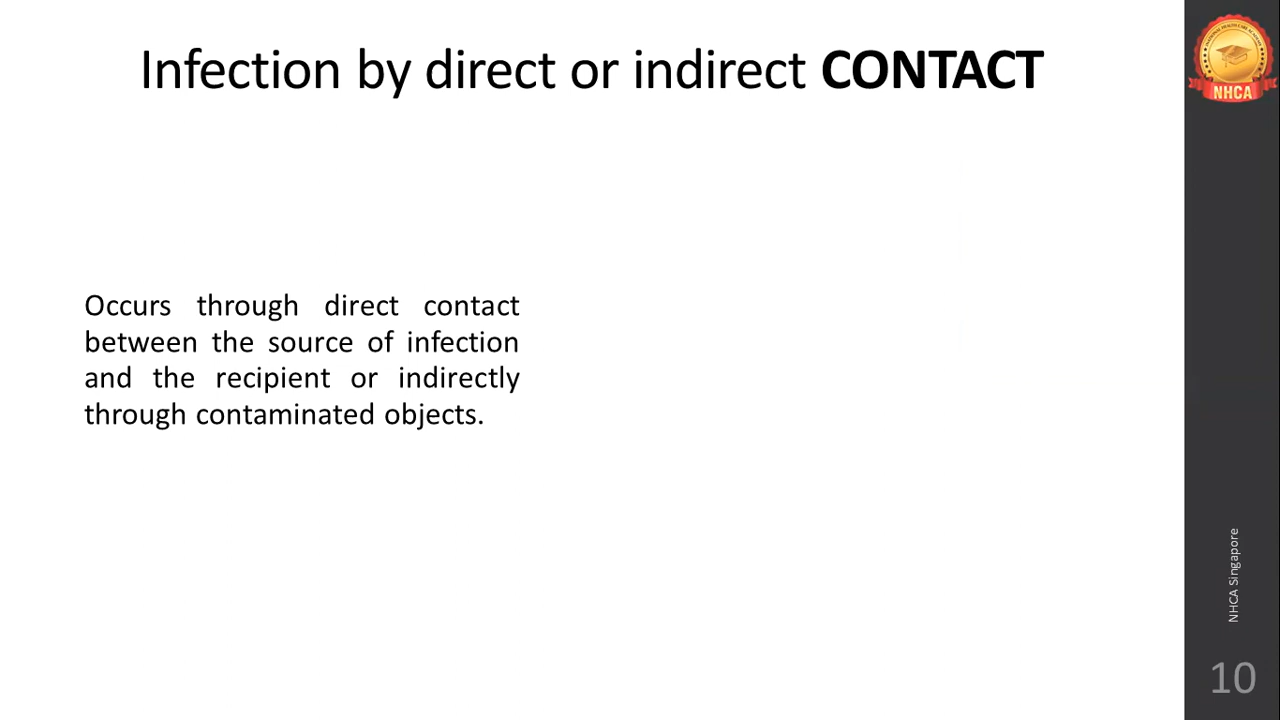 Infection by direct or indirect CONTACT
NHCA
Occurs through direct contact
between the source of infection
and the recipient or indirectly
through contaminated objects.
NHCA Singapore
10